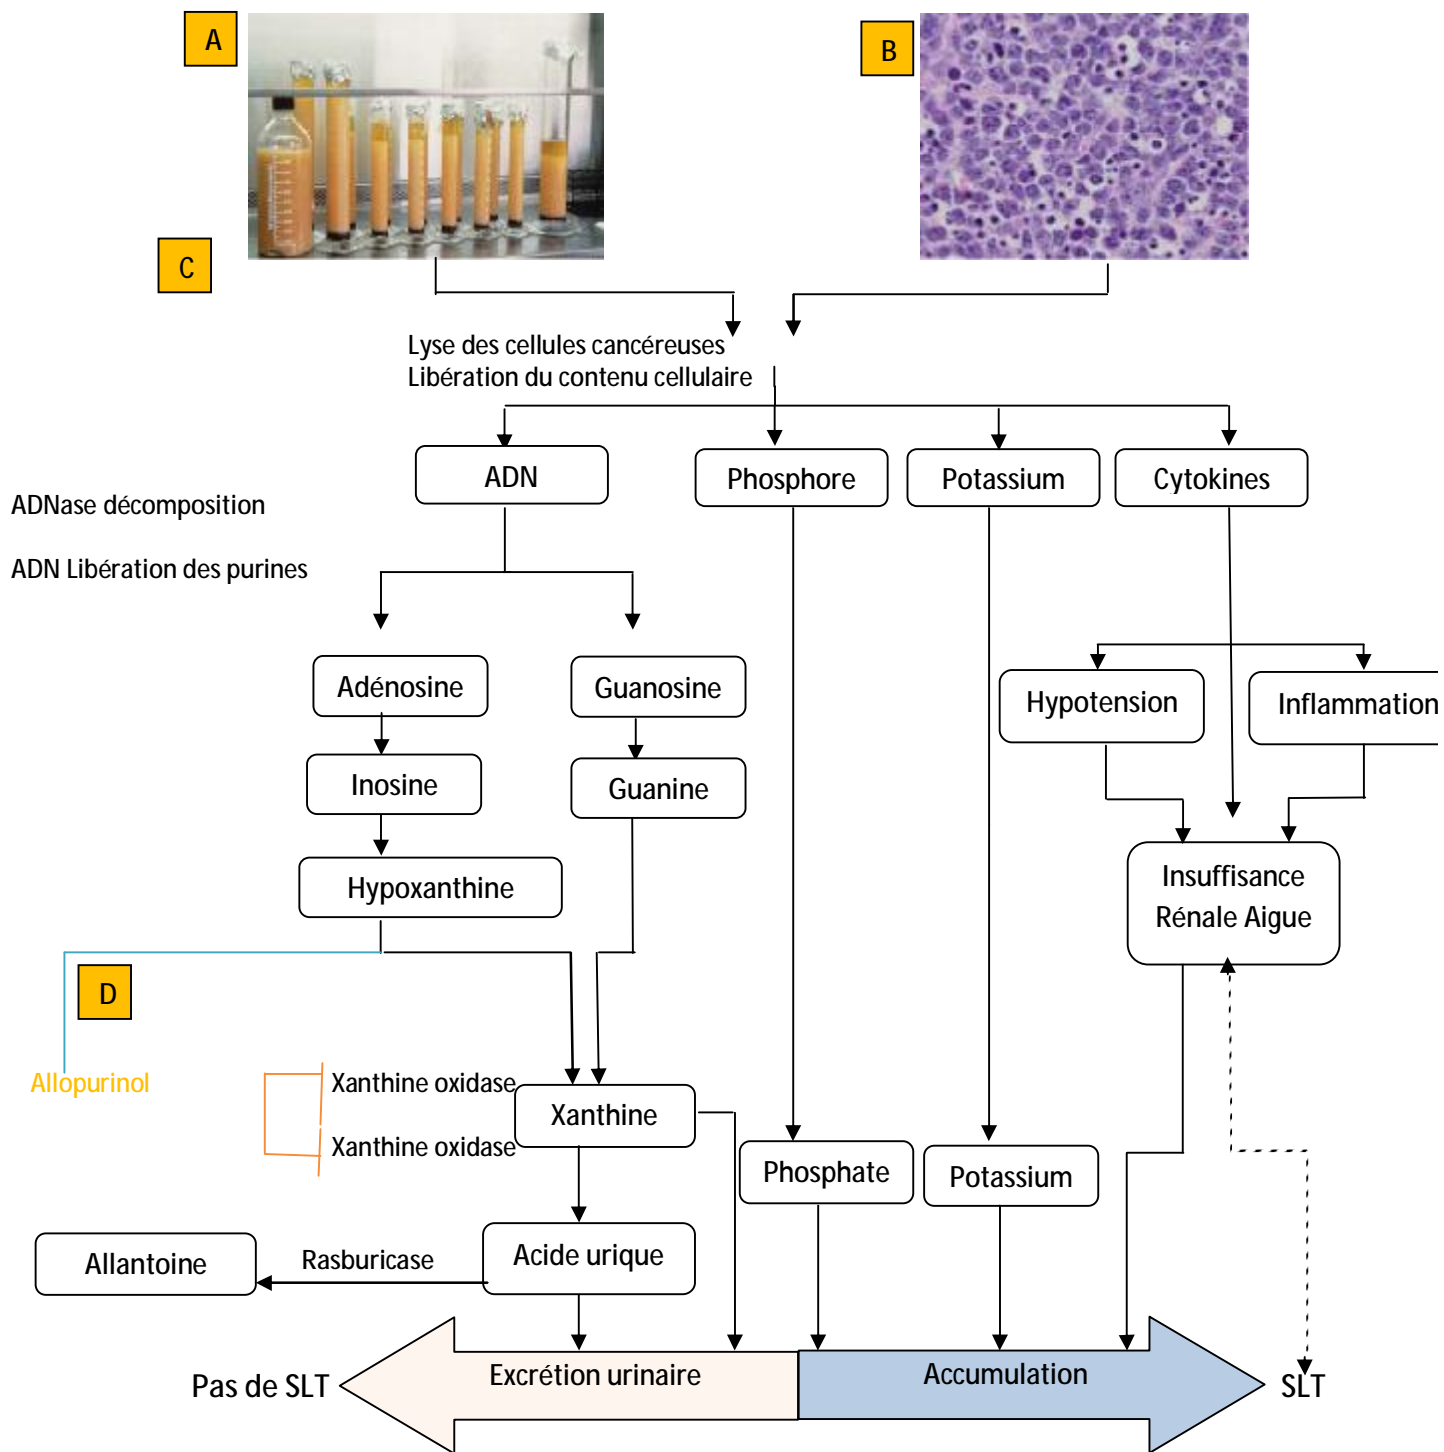 A
B
C
Lyse des cellules cancéreuses
Libération du contenu cellulaire
ADN
Phosphore
Potassium
Cytokines
ADNase décomposition
ADN Libération des purines
Adénosine
Guanosine
Hypotension
Inflammation
Inosine
Guanine
Hypoxanthine
Insuffisance
Rénale Aigue
D
Allopurinol
Xanthine oxidase
Xanthine
Xanthine oxidase
Phosphate
Potassium
Allantoine
Rasburicase
Acide urique
Pas de SLT
Excrétion urinaire
Accumulation
SLT